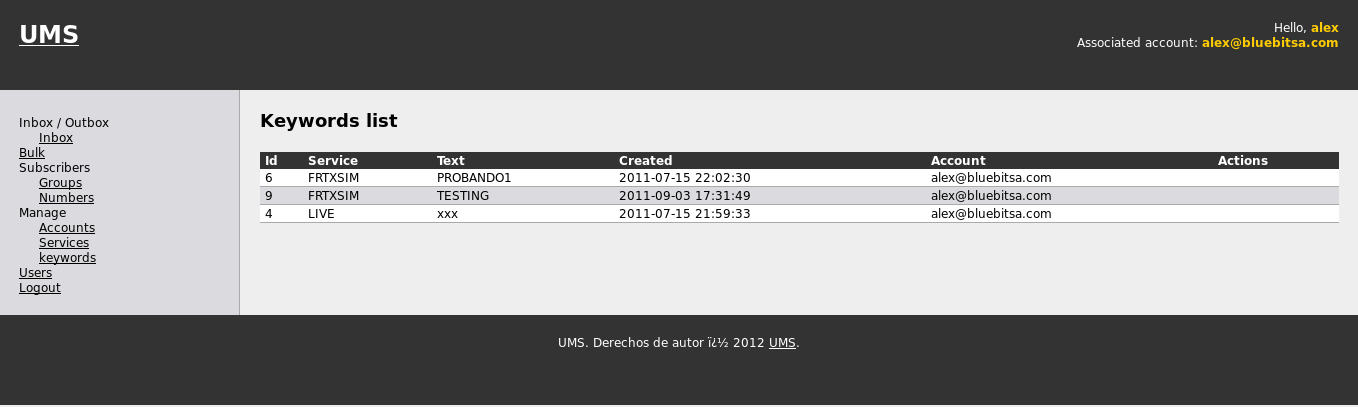 UMS
Hello, alex
Associated account: alex@bluebitsa.com
Inbox / Outbox
Inbox
Bulk
Subscribers
Groups
Numbers
Manage
Accounts
Services
keywords
Users
Logout
Keywords list
Id Service Text Created Account Actions
6 FRTXSIM PROBANDO1 2011-07-15 22:02:30 alex@bluebitsa.com
9 FRTXSIM TESTING 2011-09-03 17:31:49 alex@bluebitsa.com
4 LIVE xxx 2011-07-15 21:59:33 alex@bluebitsa.com
UMS. Derechos de autor ï¿½ 2012 UMS.